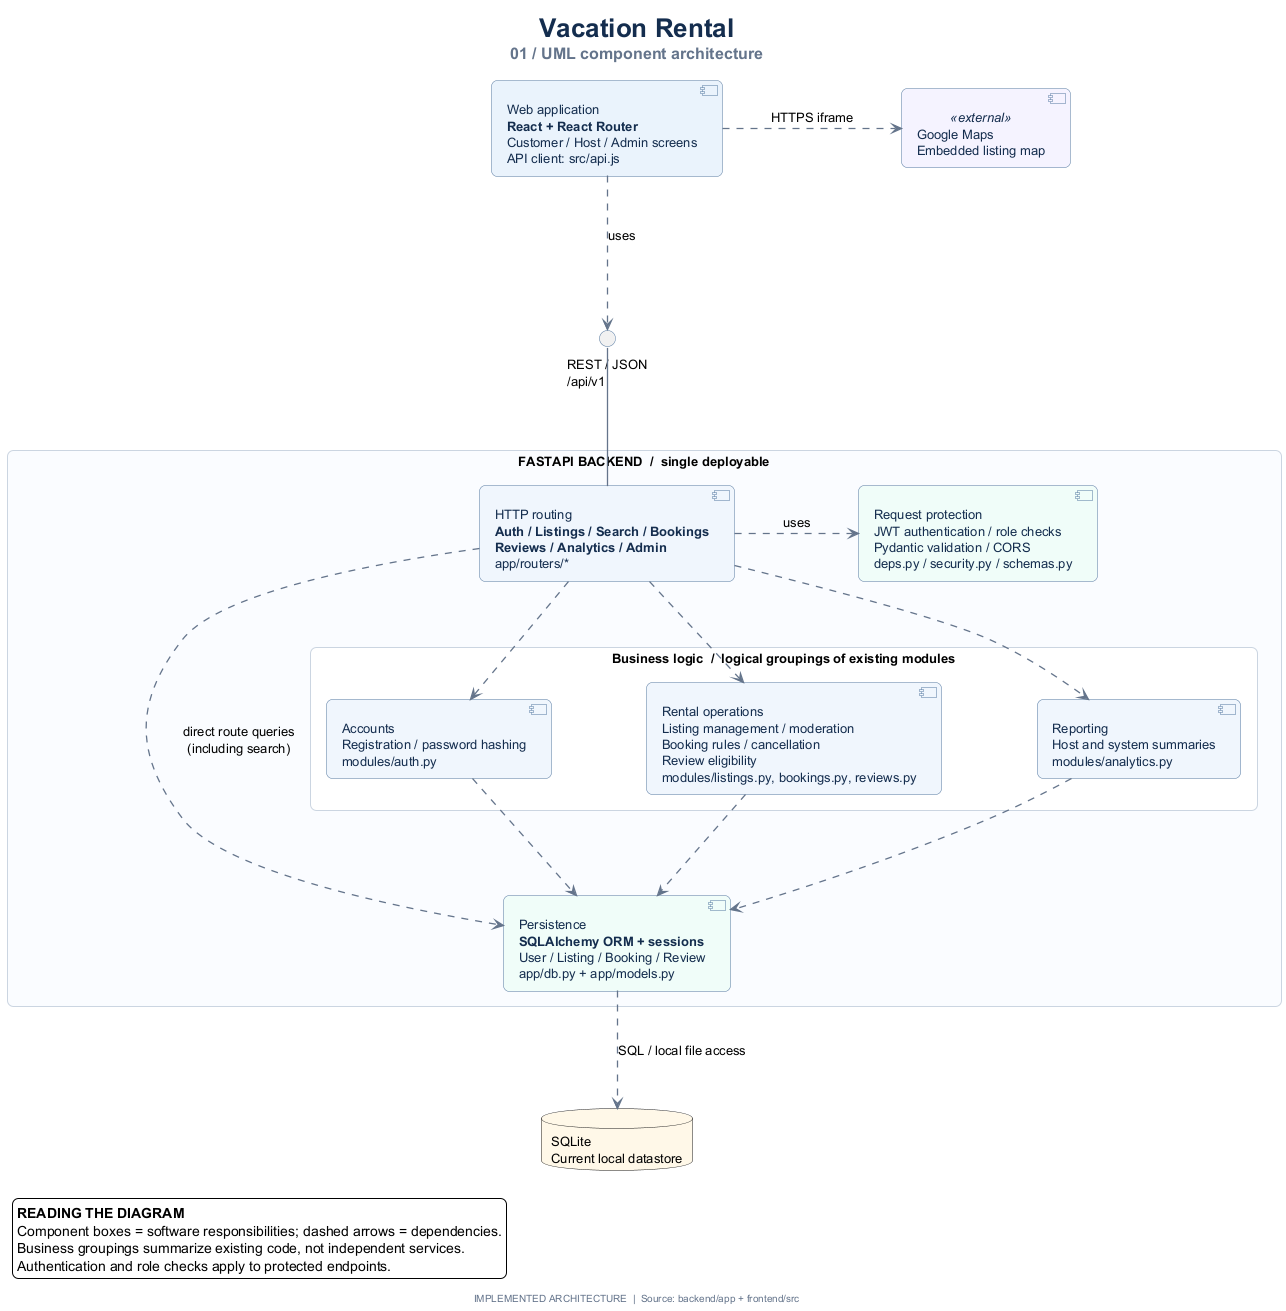 Vacation Rental
01 / UML component architecture
Web application
React + React Router
Customer / Host / Admin screens
API client: src/api.js
HTTPS iframe
«external»
Google Maps
Embedded listing map
uses
REST / JSON
/api/v1
FASTAPI BACKEND / single deployable
HTTP routing
Auth / Listings / Search / Bookings
Reviews / Analytics / Admin
app/routers/*
uses
Request protection
JWT authentication / role checks
Pydantic validation / CORS
deps.py / security.py / schemas.py
Business logic / logical groupings of existing modules
direct route queries
(including search)
Accounts
Registration / password hashing
modules/auth.py
Rental operations
Listing management / moderation
Booking rules / cancellation
Review eligibility
modules/listings.py, bookings.py, reviews.py
Reporting
Host and system summaries
modules/analytics.py
Persistence
SQLAlchemy ORM + sessions
User / Listing / Booking / Review
app/db.py + app/models.py
SQL / local file access
SQLite
Current local datastore
READING THE DIAGRAM
Component boxes = software responsibilities; dashed arrows = dependencies.
Business groupings summarize existing code, not independent services.
Authentication and role checks apply to protected endpoints.
IMPLEMENTED ARCHITECTURE | Source: backend/app + frontend/src